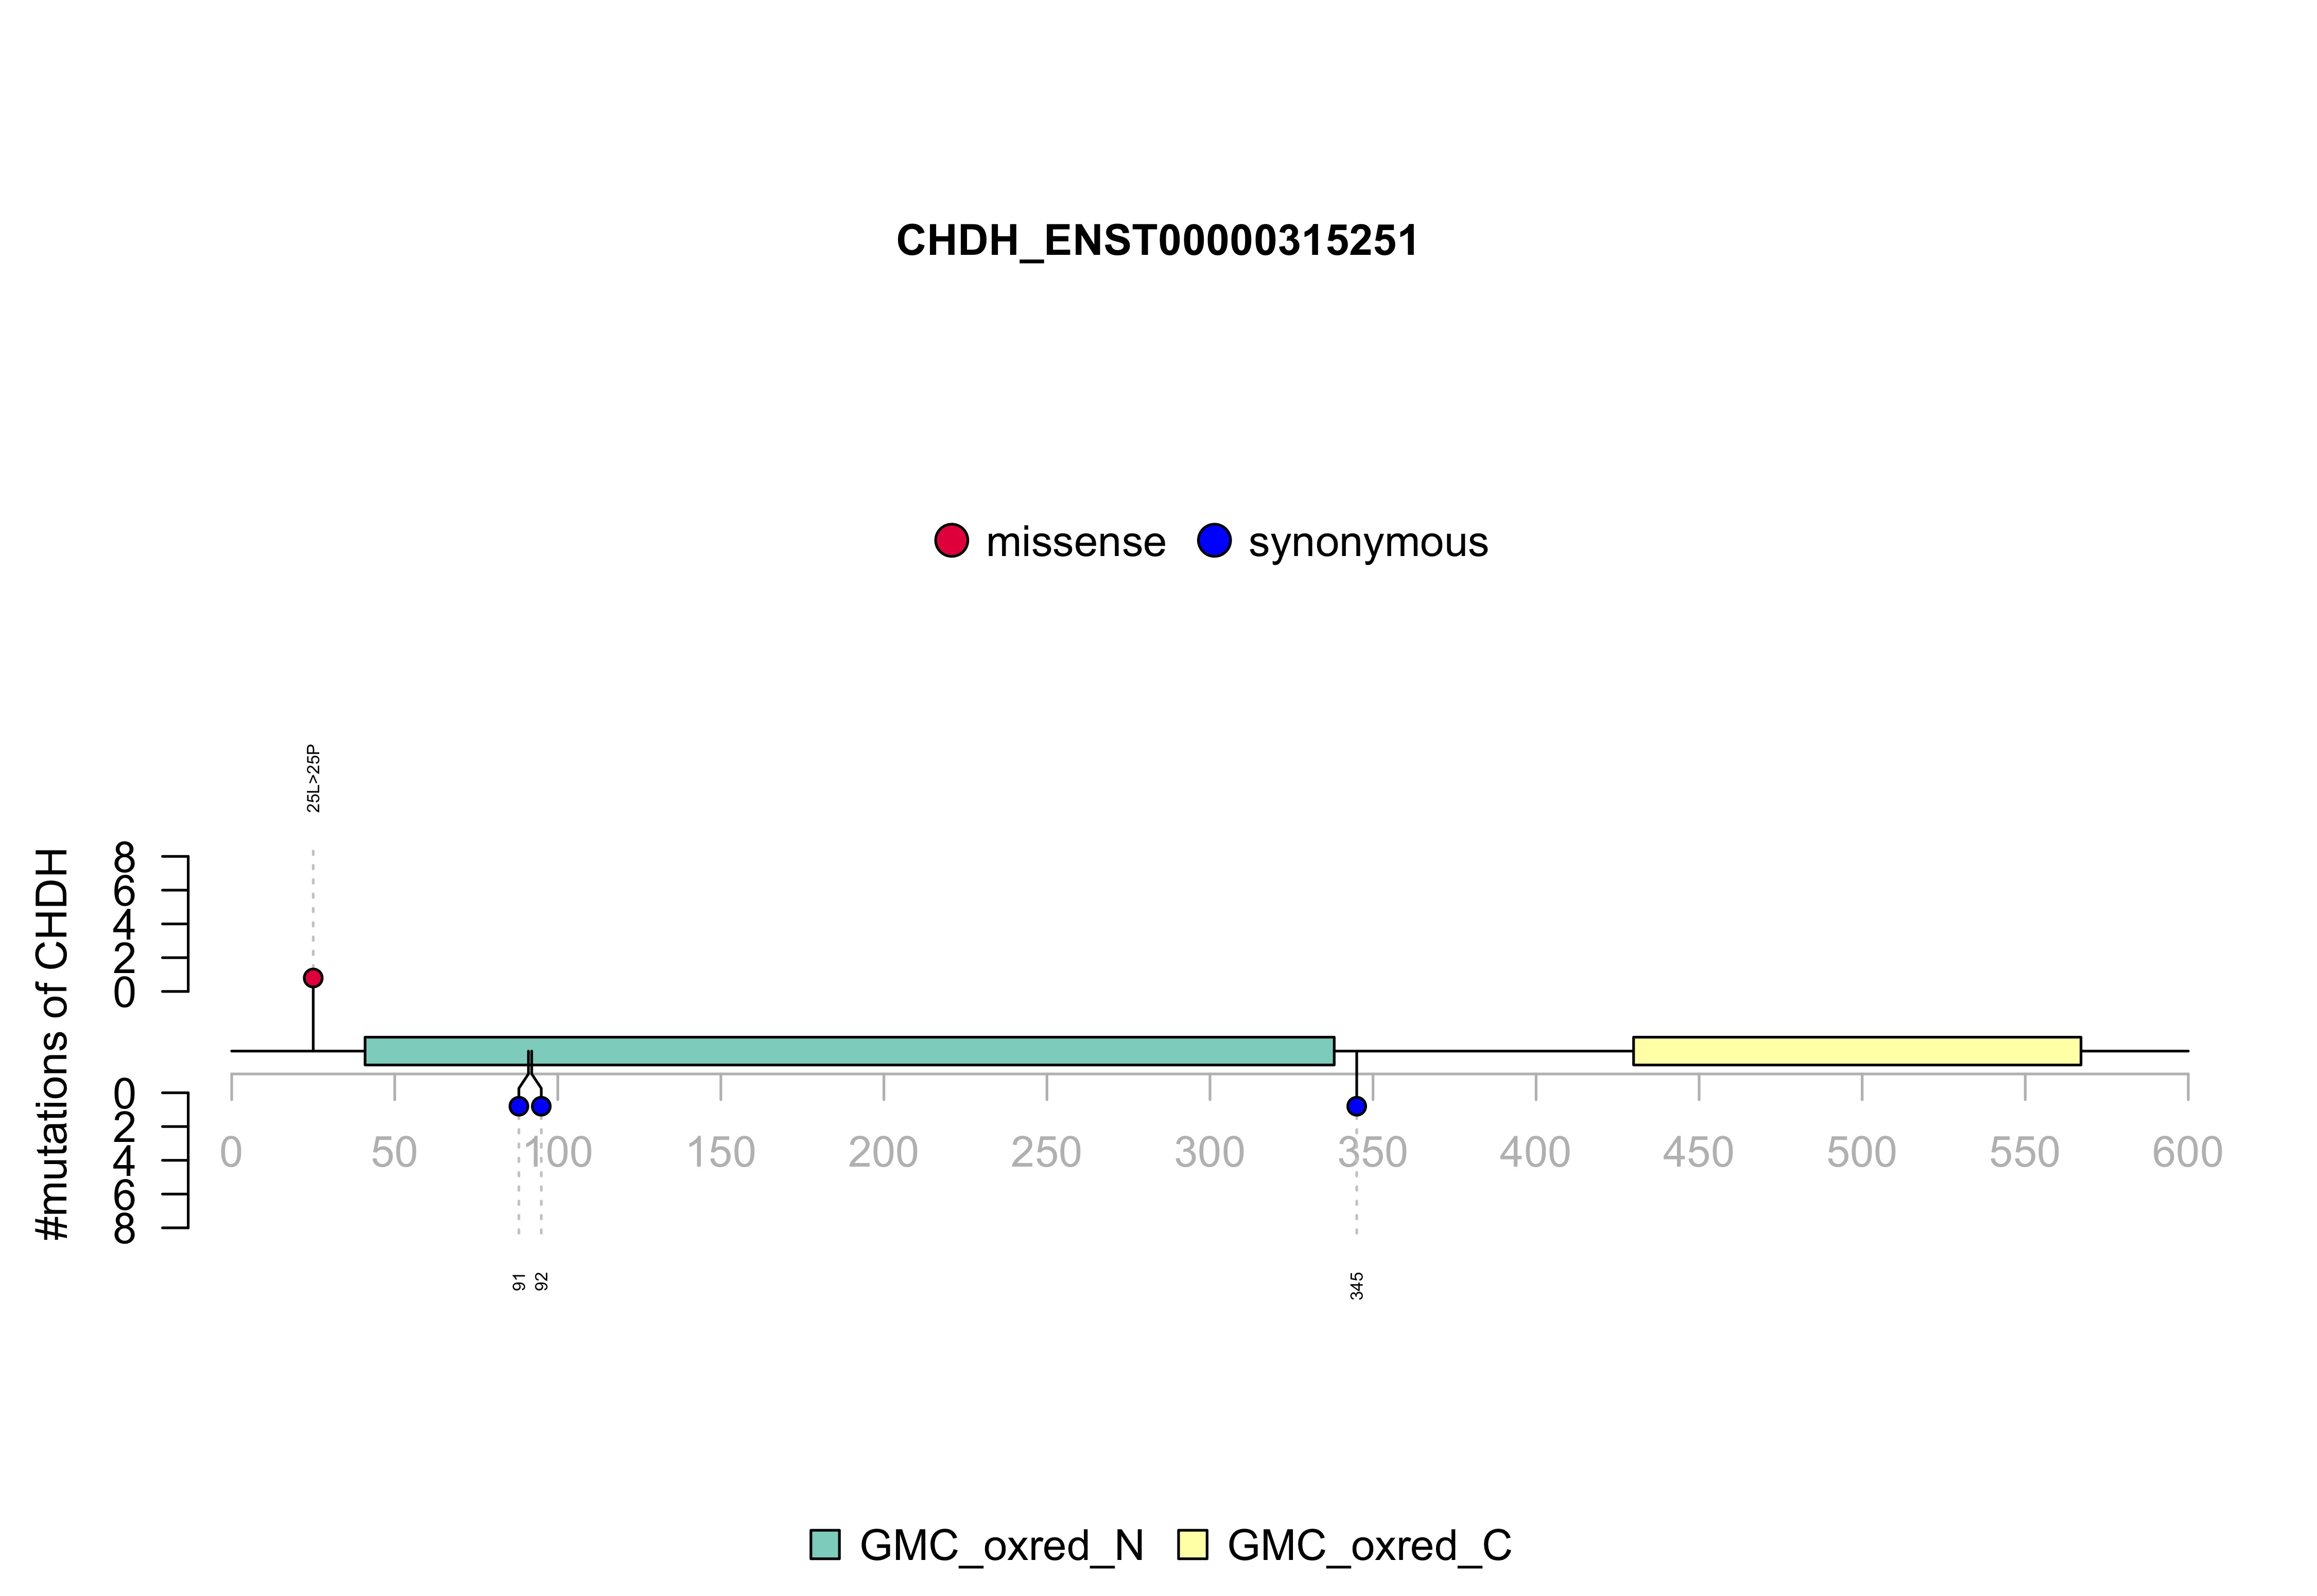 CHDH_ENST00000315251
missense synonymous
25L>25P
#mutations of CHDH
8
6
4
2
0
0
2
4
6
8
0 50 100 150 200 250 300 350 400 450 500 550 600
91 92 345
GMC_oxred_N GMC_oxred_C